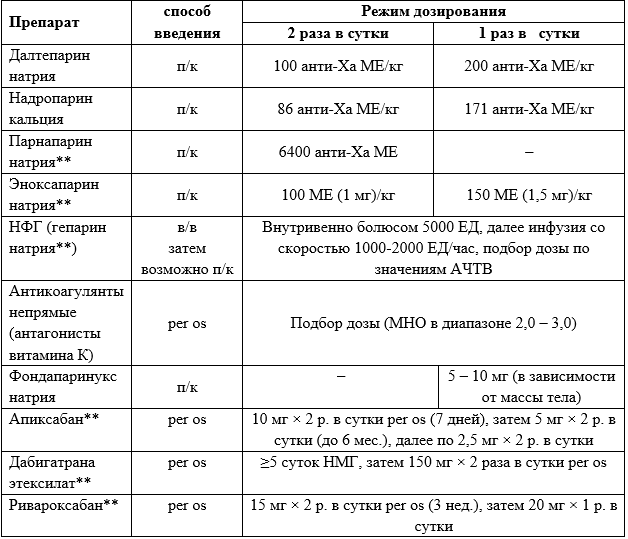 Препарат
способ
введения
Режим дозирования
2 раза в сутки
1 раз в сутки
Далтепарин
натрия
п/к
100 анти-Ха МЕ/кг
200 анти-Ха МЕ/кг
Надропарин
кальция
п/к
86 анти-Ха МЕ/кг
171 анти-Ха МЕ/кг
Парнапарин
натрия**
п/к
6400 анти-Ха МЕ
–
Эноксапарин
натрия**
п/к
100 МЕ (1 мг)/кг
150 МЕ (1,5 мг)/кг
НФГ (гепарин
натрия**)
в/в
затем
возможно п/к
Внутривенно болюсом 5000 ЕД, далее инфузия со
скоростью 1000-2000 ЕД/час, подбор дозы по
значениям АЧТВ
Антикоагулянты
непрямые
(антагонисты
витамина К)
per os
Подбор дозы (МНО в диапазоне 2,0 – 3,0)
Фондапаринукс
натрия
п/к
–
5 – 10 мг (в зависимости
от массы тела)
Апиксабан**
per os
10 мг × 2 р. в сутки per os (7 дней), затем 5 мг × 2 р. в
сутки (до 6 мес.), далее по 2,5 мг × 2 р. в сутки
Дабигатрана
этексилат**
per os
≥5 суток НМГ, затем 150 мг × 2 раза в сутки per os
Ривароксабан**
per os
15 мг × 2 р. в сутки per os (3 нед.), затем 20 мг × 1 р. в
сутки